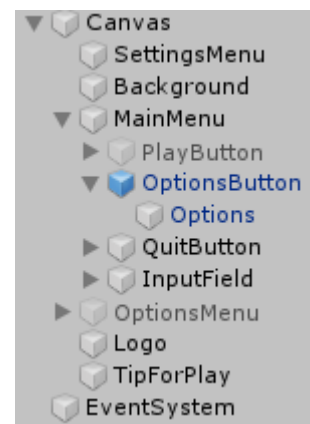 Canvas
SettingsMenu
Background
MainMenu
PlayButton
OptionsButton
Options
QuitButton
InputField
OptionsMenu
Logo
TipForPlay
EventSystem